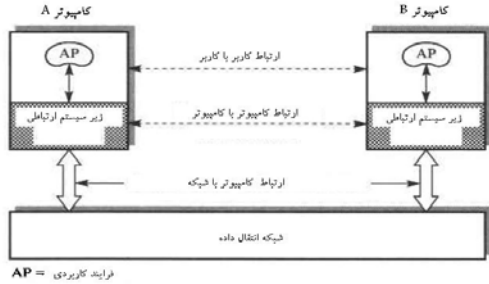 کامپیوتر A
کامپیوتر B
AP
AP
ارتباط کاربر با کاربر
زیر سیستم ارتباطی
ارتباط کامپیوتر با کامپیوتر
زیر سیستم ارتباطی
ارتباط کامپیوتر با شبکه
شبکه انتقال داده
AP = فرایند کاربردی